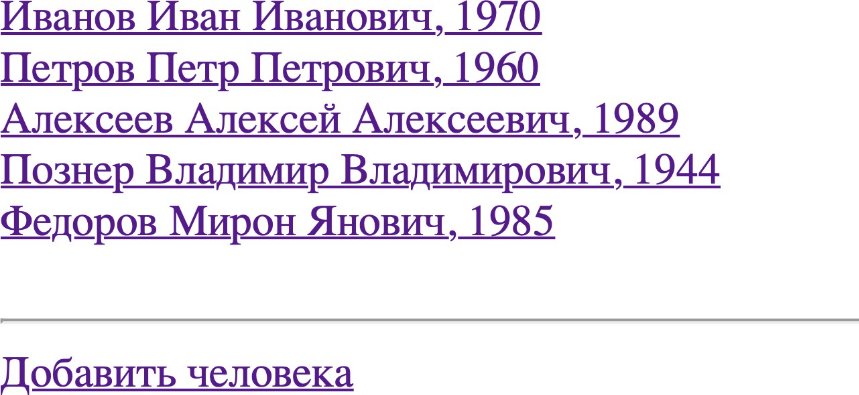 Иванов Иван Иванович, 1970
Петров Петр Петрович, 1960
Алексеев Алексей Алексеевич, 1989
Познер Владимир Владимирович, 1944
Федоров Мирон Янович, 1985
Добавить человека